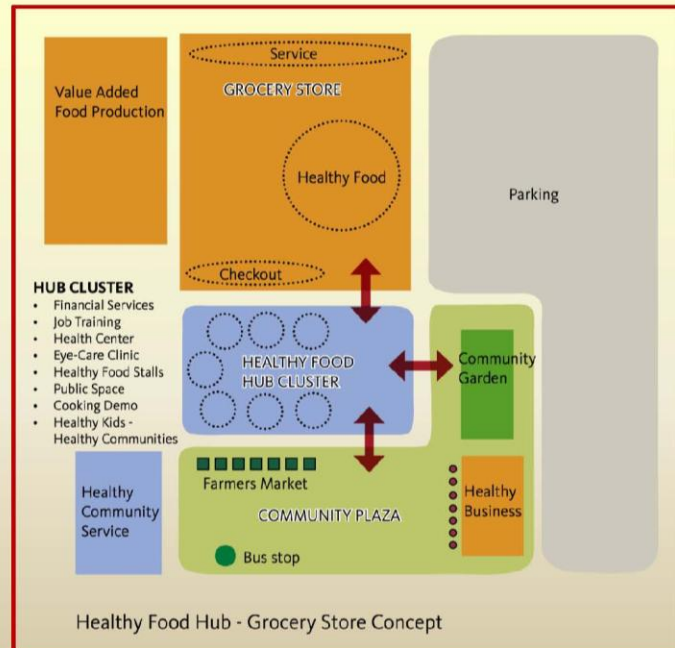 Value Added
Food Production
Service
GROCERY STORE
Healthy Food
Checkout
Parking
HUB CLUSTER
• Financial Services
• Job Training
• Health Center
• Eye-Care Clinic
• Healthy Food Stalls
• Public Space
• Cooking Demo
• Healthy Kids -
Healthy Communities
HEALTHY FOOD
HUB CLUSTER
Community
Garden
Healthy
Community
Service
Farmers Market
COMMUNITY PLAZA
Bus stop
Healthy
Business
Healthy Food Hub - Grocery Store Concept